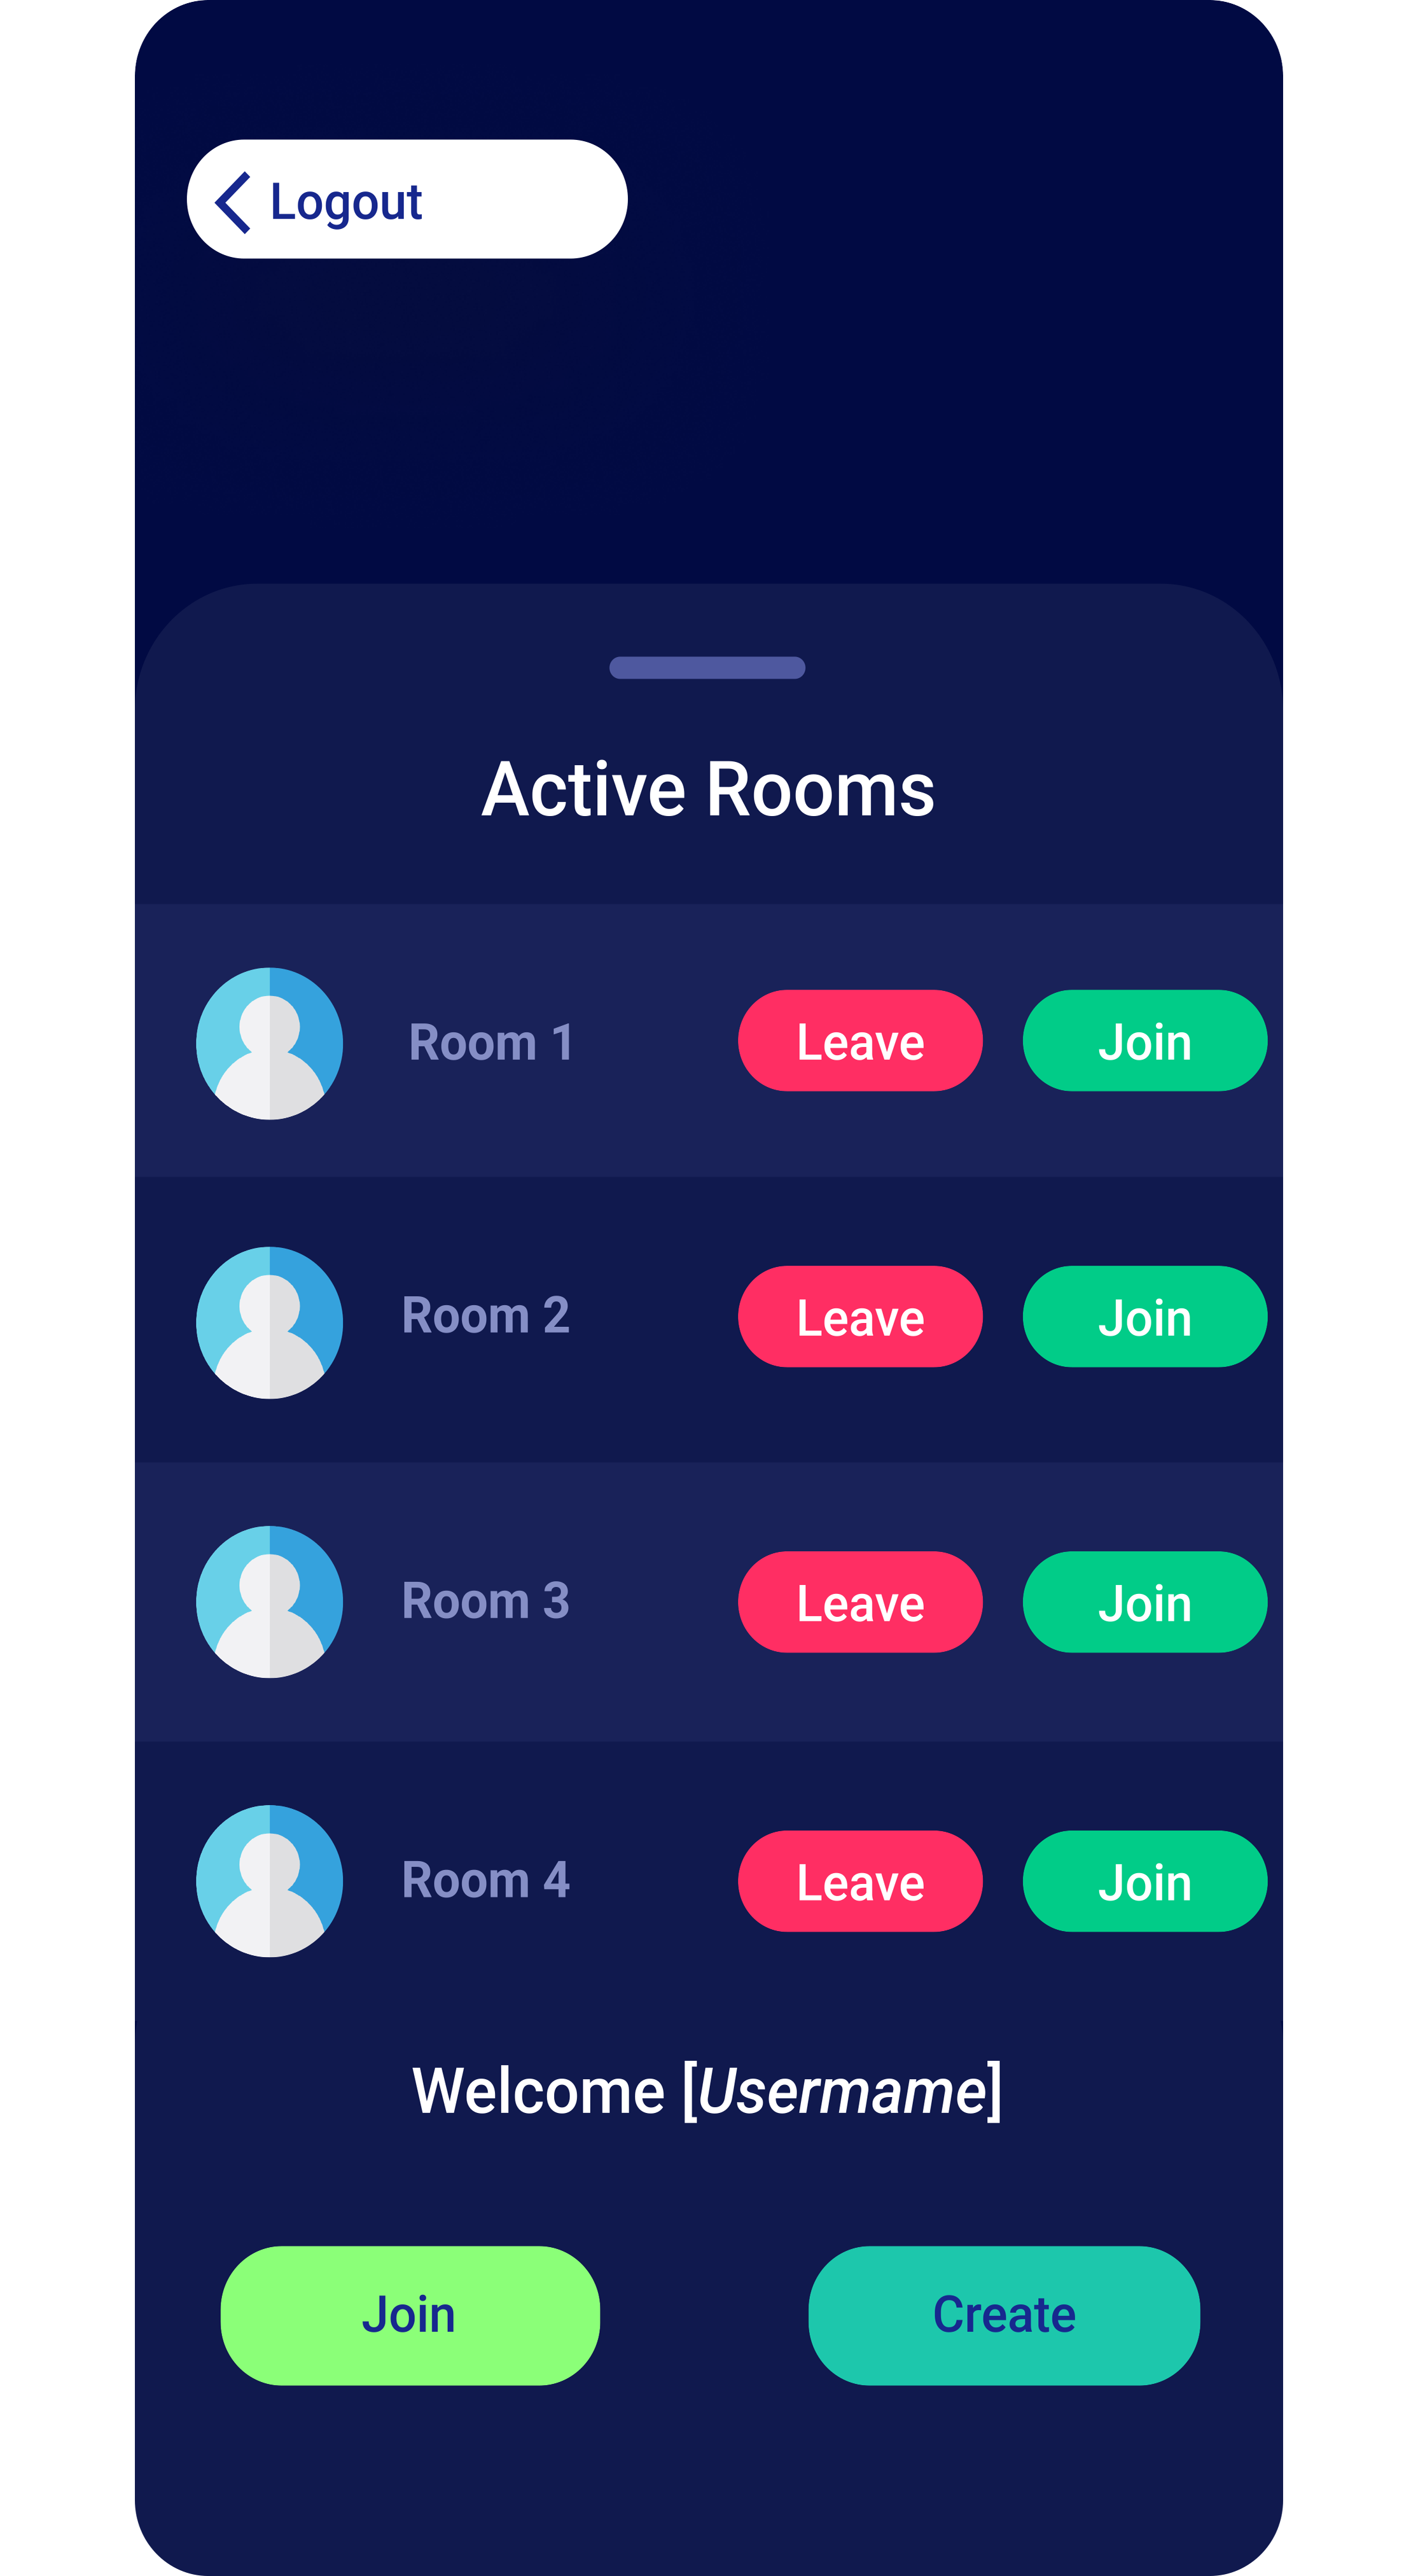 Logout
Active Rooms
Room 1 Leave Join
Room 2 Leave Join
Room 3 Leave Join
Room 4 Leave Join
Welcome [Usermame]
Join Create